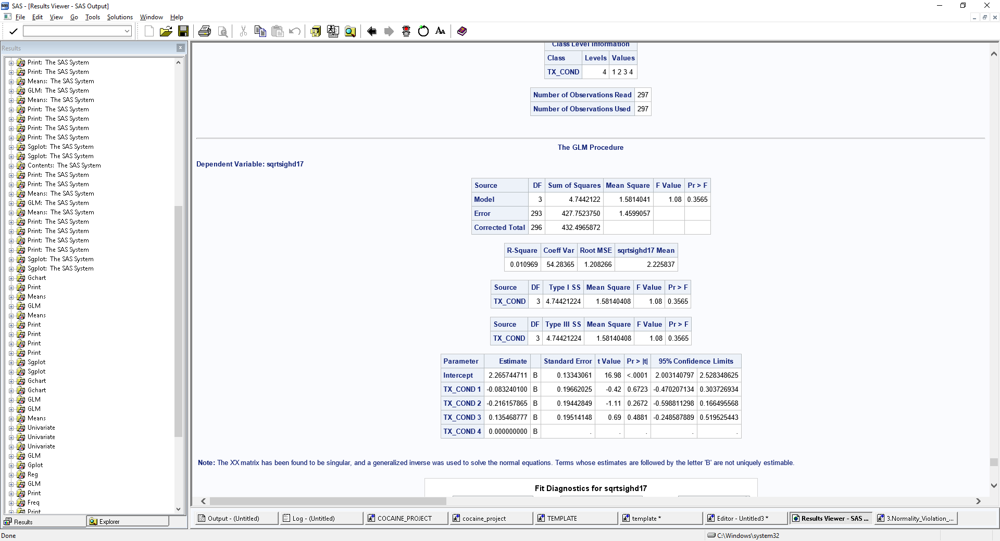 SAS - [Results Viewer - SAS Output]
File Edit View Go Tools Solutions Window Help
Results
Print: The SAS System
Print: The SAS System
Means: The SAS System
GLM: The SAS System
Means: The SAS System
Print: The SAS System
Print: The SAS System
Print: The SAS System
Print: The SAS System
Sgplot: The SAS System
Sgplot: The SAS System
Contents: The SAS System
Print: The SAS System
Print: The SAS System
Means: The SAS System
GLM: The SAS System
Means: The SAS System
Print: The SAS System
Print: The SAS System
Print: The SAS System
Print: The SAS System
Sgplot: The SAS System
Sgplot: The SAS System
Gchart
Print
Means
GLM
Means
Print
Print
Print
Print
Sgplot
Sgplot
Gchart
Gchart
GLM
GLM
Means
Univariate
Univariate
Univariate
GLM
Gplot
Reg
GLM
Print
Freq
Print
Results Explorer
Class Level Information
Class Levels Values
TX_COND 4 1 2 3 4
Number of Observations Read 297
Number of Observations Used 297
The GLM Procedure
Dependent Variable: sqrtsighd17
Source DF Sum of Squares Mean Square F Value Pr > F
Model 3 4.7442122 1.5814041 1.08 0.3565
Error 293 427.7523750 1.4599057
Corrected Total 296 432.4965872
R-Square Coeff Var Root MSE sqrtsighd17 Mean
0.010969 54.28365 1.208266 2.225837
Source DF Type I SS Mean Square F Value Pr > F
TX_COND 3 4.74421224 1.58140408 1.08 0.3565
Source DF Type III SS Mean Square F Value Pr > F
TX_COND 3 4.74421224 1.58140408 1.08 0.3565
Parameter Estimate Standard Error t Value Pr > |t| 95% Confidence Limits
Intercept 2.265744711 B 0.13343061 16.98 <.0001 2.003140797 2.528348625
TX_COND 1 -0.083240100 B 0.19662025 -0.42 0.6723 -0.470207134 0.303726934
TX_COND 2 -0.216157865 B 0.19442849 -1.11 0.2672 -0.598811298 0.166495568
TX_COND 3 0.135468777 B 0.19514148 0.69 0.4881 -0.248587889 0.519525443
TX_COND 4 0.000000000 B . . . . .
Note: The X'X matrix has been found to be singular, and a generalized inverse was used to solve the normal equations. Terms whose estimates are followed by the letter 'B' are not uniquely estimable.
Fit Diagnostics for sqrtsighd17
Output - (Untitled) Log - (Untitled) COCAINE_PROJECT cocaine_project TEMPLATE template * Editor - Untitled3 * Results Viewer - SAS ... 3.Normality_Violation_...
Done C:\Windows\system32